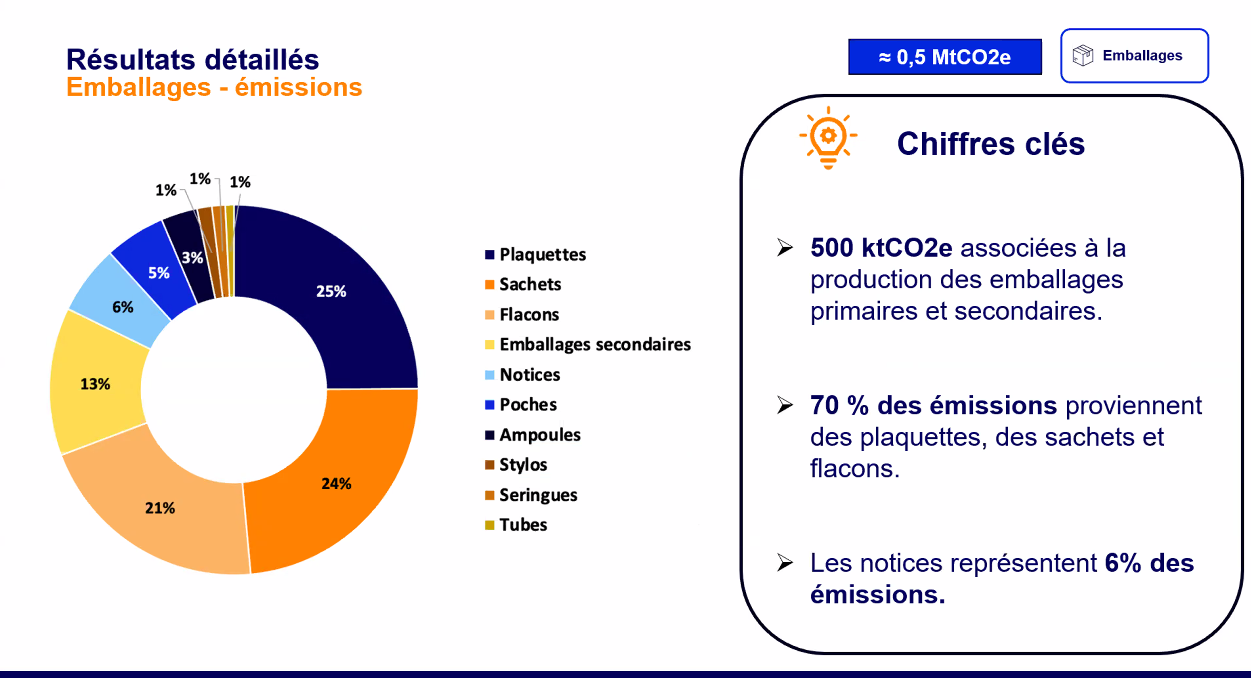 Résultats détaillés
Emballages - émissions
≈ 0,5 MtCO2e
Emballages
1%
1%
1%
25%
3%
5%
6%
13%
24%
21%
Plaquettes
Sachets
Flacons
Emballages secondaires
Notices
Poches
Ampoules
Stylos
Seringues
Tubes
Chiffres clés
500 ktCO2e associées à la
production des emballages
primaires et secondaires.
70 % des émissions proviennent
des plaquettes, des sachets et
flacons.
Les notices représentent 6% des
émissions.